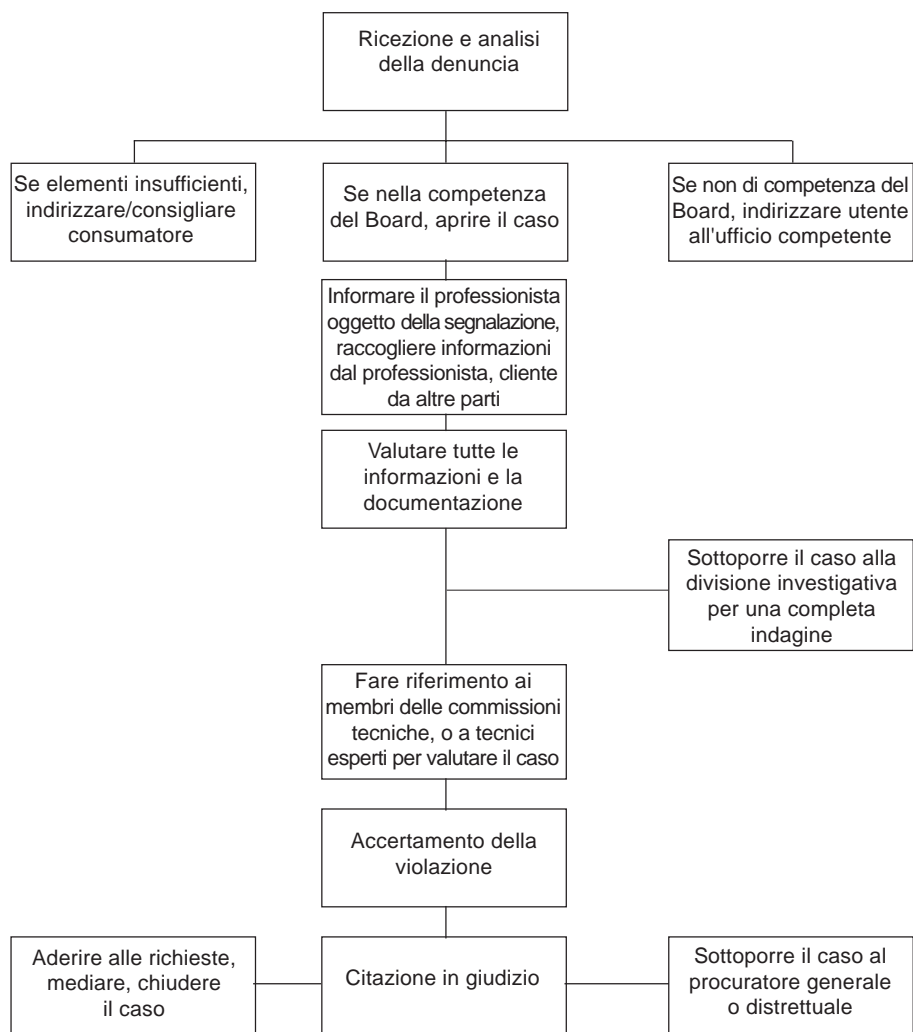 Ricezione e analisi
della denuncia
Se elementi insufficienti,
indirizzare/consigliare
consumatore
Se nella competenza
del Board, aprire il caso
Se non di competenza del
Board, indirizzare utente
all'ufficio competente
Informare il professionista
oggetto della segnalazione,
raccogliere informazioni
dal professionista, cliente
da altre parti
Valutare tutte le
informazioni e la
documentazione
Sottoporre il caso alla
divisione investigativa
per una completa
indagine
Fare riferimento ai
membri delle commissioni
tecniche, o a tecnici
esperti per valutare il caso
Accertamento della
violazione
Aderire alle richieste,
mediare, chiudere
il caso
Citazione in giudizio
Sottoporre il caso al
procuratore generale
o distrettuale